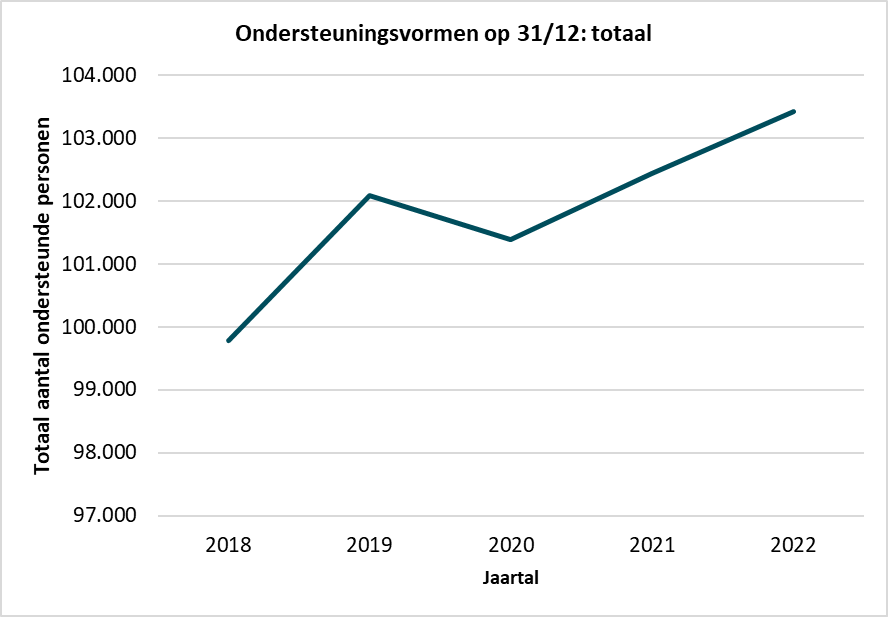 Ondersteuningsvormen op 31/12: totaal
Totaal aantal ondersteunde personen
104.000
103.000
102.000
101.000
100.000
99.000
98.000
97.000
2018 2019 2020 2021 2022
Jaartal